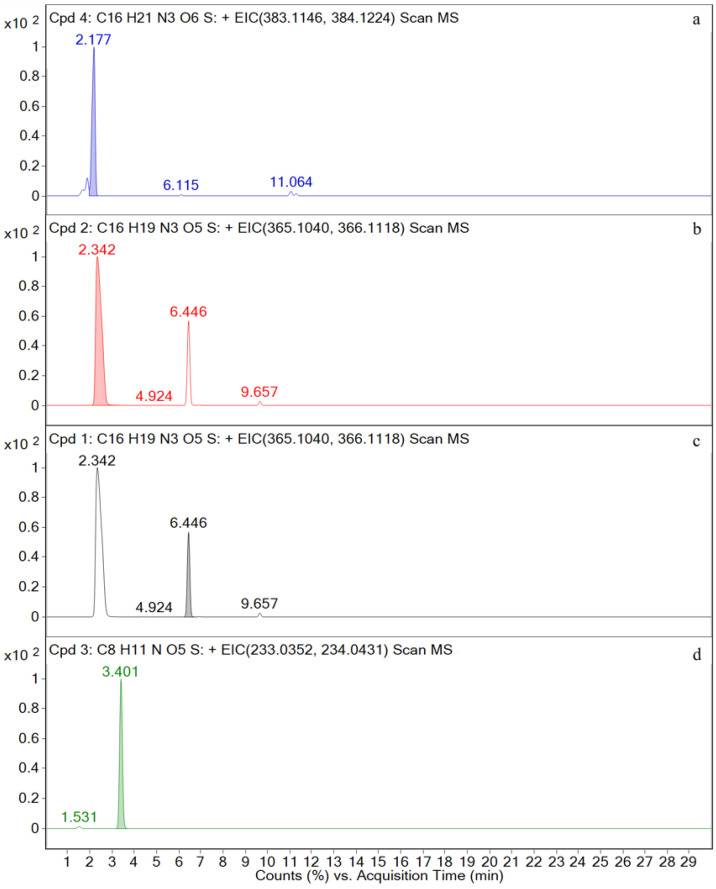 Cpd 4: C16 H21 N3 O6 S: + EIC(383.1146, 384.1224) Scan MS
a
x10 2
1
0.8
0.6
0.4
0.2
0
2.177
6.115
11.064
Cpd 2: C16 H19 N3 O5 S: + EIC(365.1040, 366.1118) Scan MS
b
x10 2
1
0.8
0.6
0.4
0.2
0
2.342
6.446
4.924
9.657
Cpd 1: C16 H19 N3 O5 S: + EIC(365.1040, 366.1118) Scan MS
c
x10 2
1
0.8
0.6
0.4
0.2
0
2.342
6.446
4.924
9.657
Cpd 3: C8 H11 N O5 S: + EIC(233.0352, 234.0431) Scan MS
d
x10 2
1
0.8
0.6
0.4
0.2
0
3.401
1.531
1 2 3 4 5 6 7 8 9 10 11 12 13 14 15 16 17 18 19 20 21 22 23 24 25 26 27 28 29
Counts (%) vs. Acquisition Time (min)